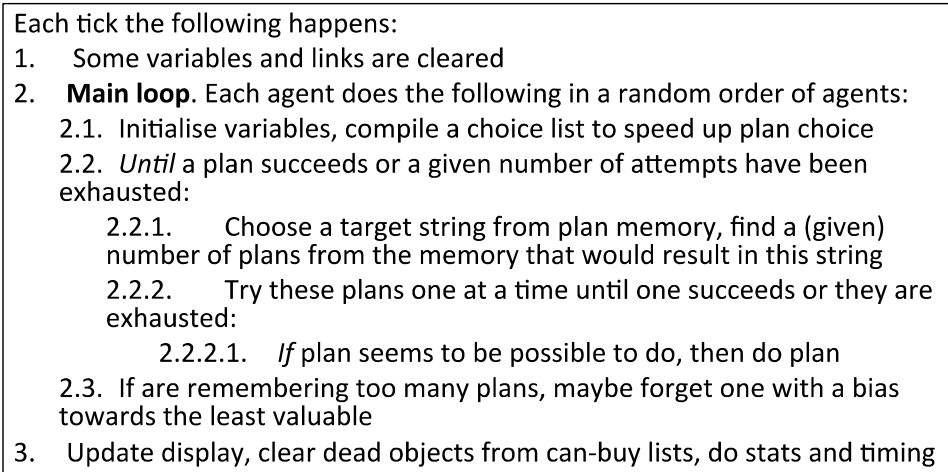 Each tick the following happens:
1. Some variables and links are cleared
2. Main loop. Each agent does the following in a random order of agents:
2.1. Initialise variables, compile a choice list to speed up plan choice
2.2. Until a plan succeeds or a given number of attempts have been
exhausted:
2.2.1. Choose a target string from plan memory, find a (given)
number of plans from the memory that would result in this string
2.2.2. Try these plans one at a time until one succeeds or they are
exhausted:
2.2.2.1. If plan seems to be possible to do, then do plan
2.3. If are remembering too many plans, maybe forget one with a bias
towards the least valuable
3. Update display, clear dead objects from can-buy lists, do stats and timing